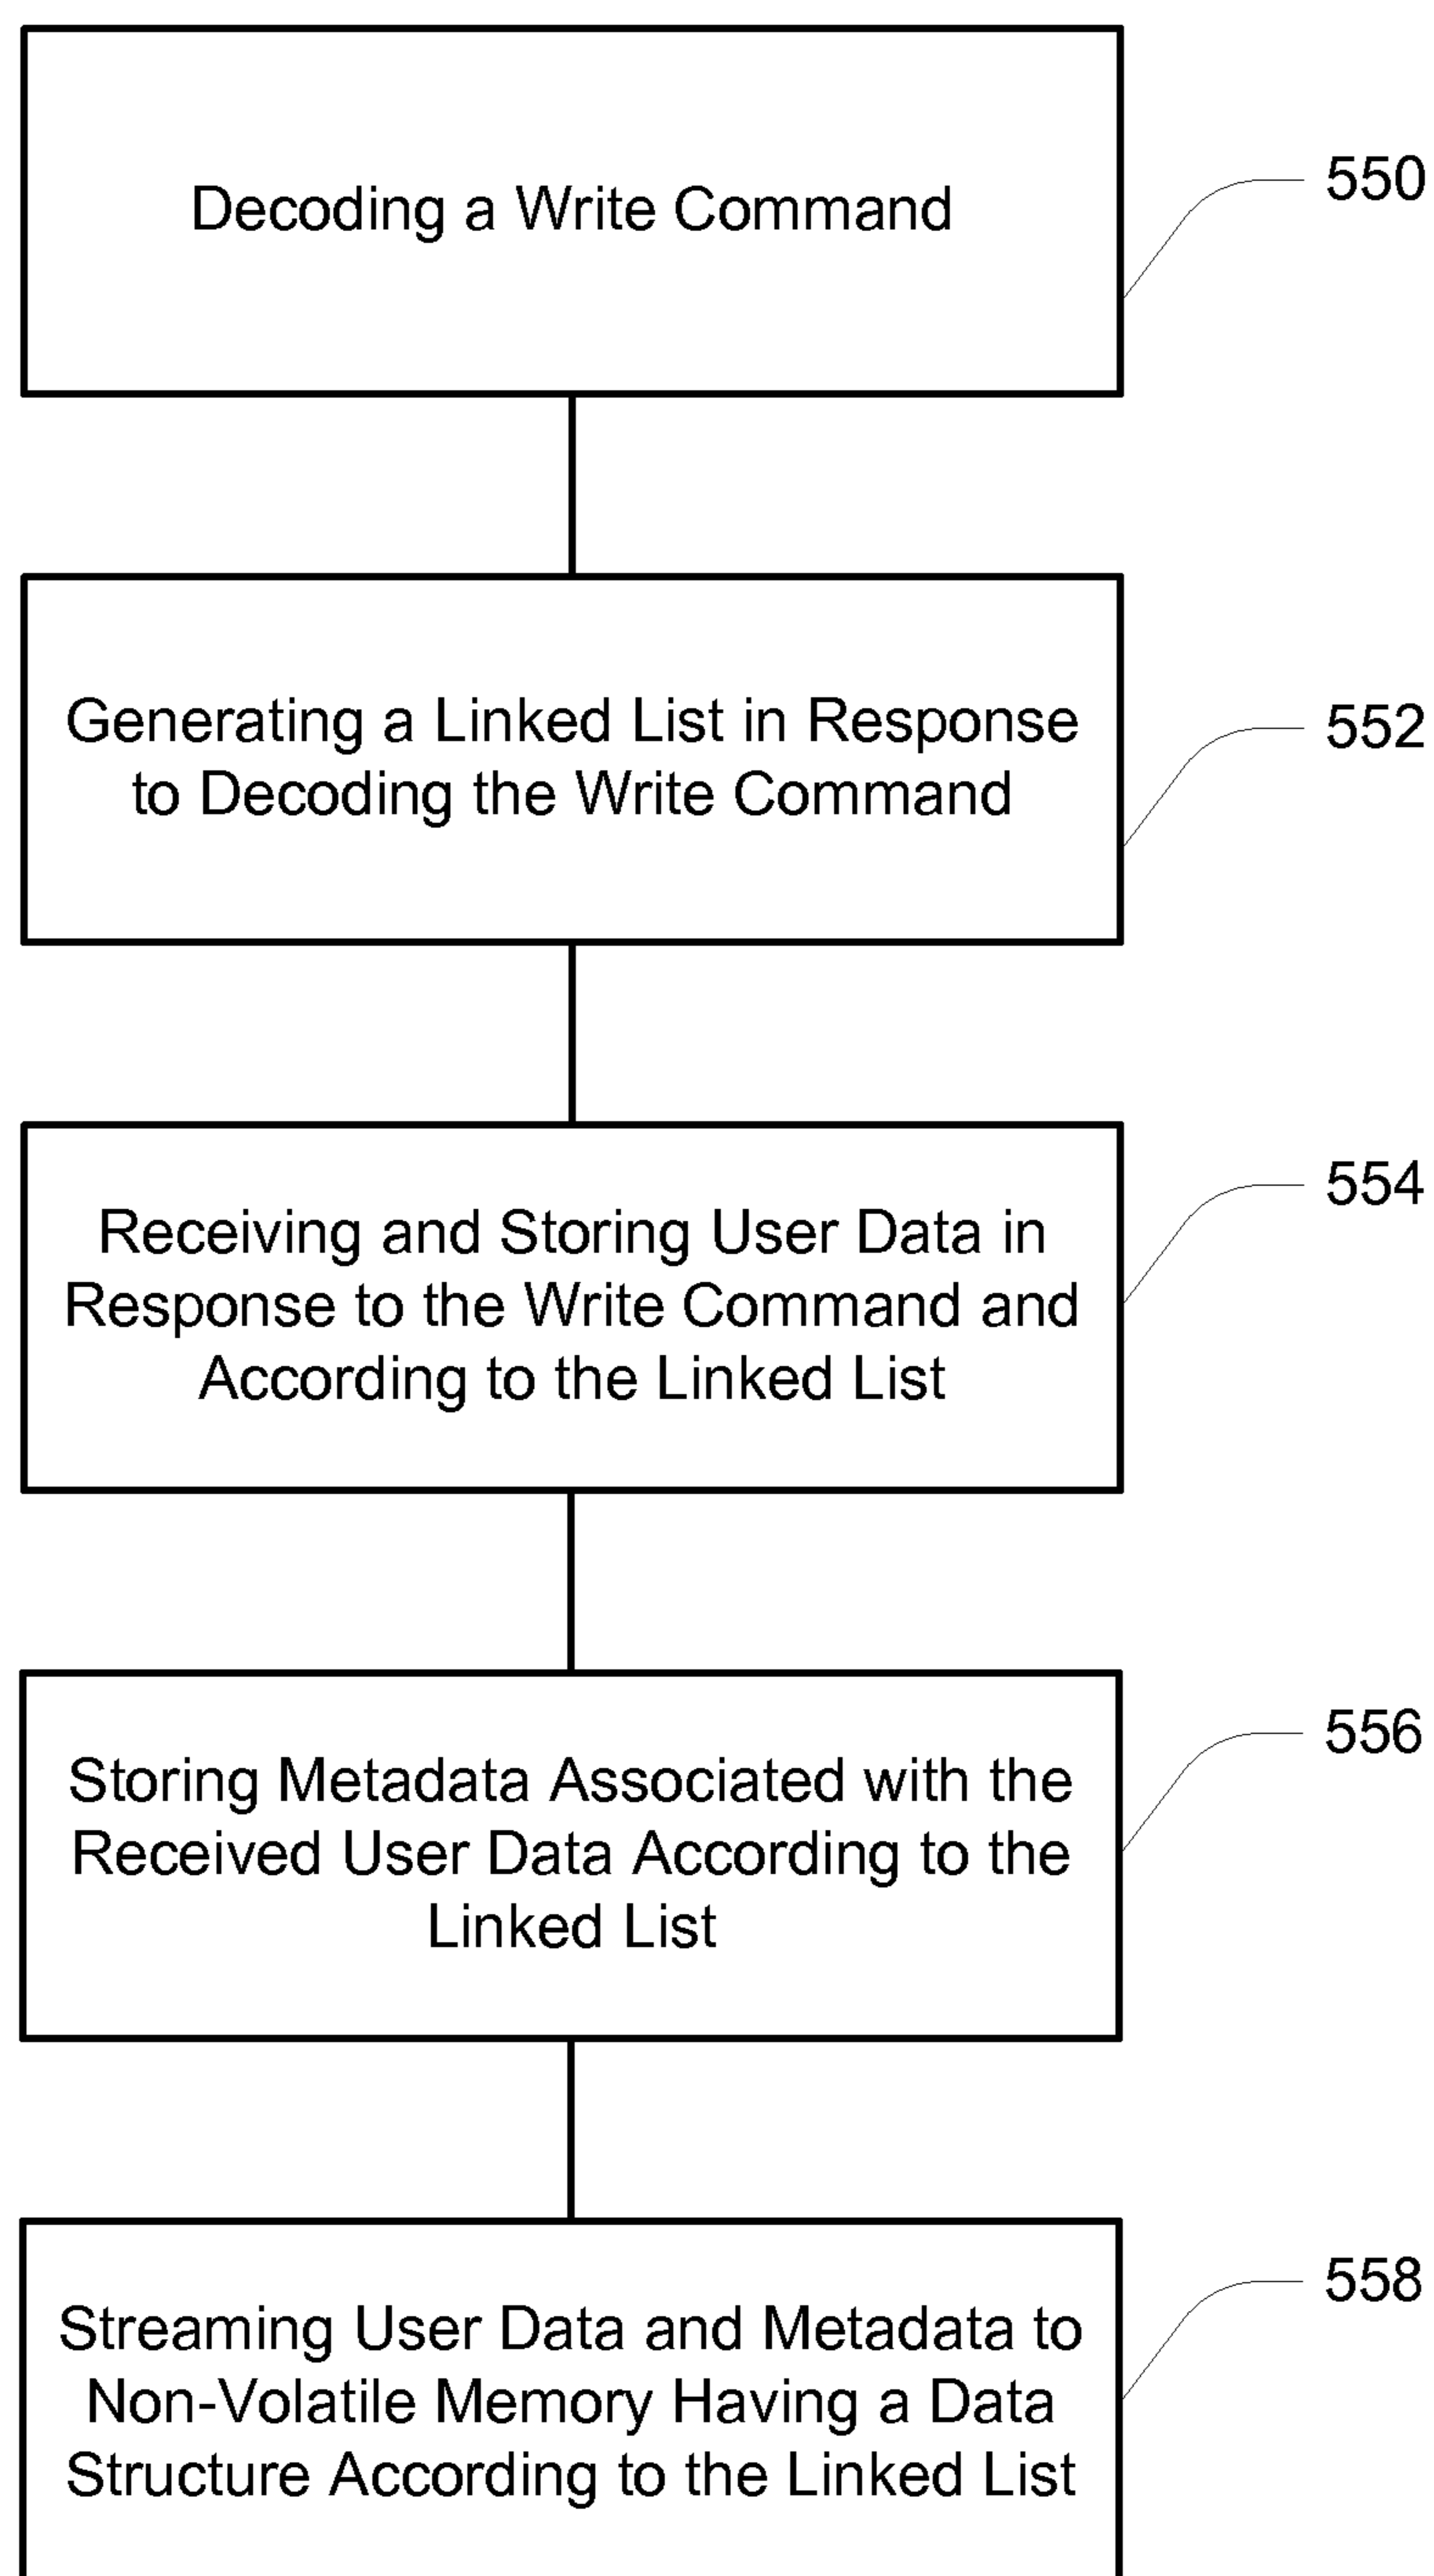 Decoding a Write Command
550
Generating a Linked List in Response
to Decoding the Write Command
552
Receiving and Storing User Data in
Response to the Write Command and
According to the Linked List
554
Storing Metadata Associated with the
Received User Data According to the
Linked List
556
Streaming User Data and Metadata to
Non-Volatile Memory Having a Data
Structure According to the Linked List
558